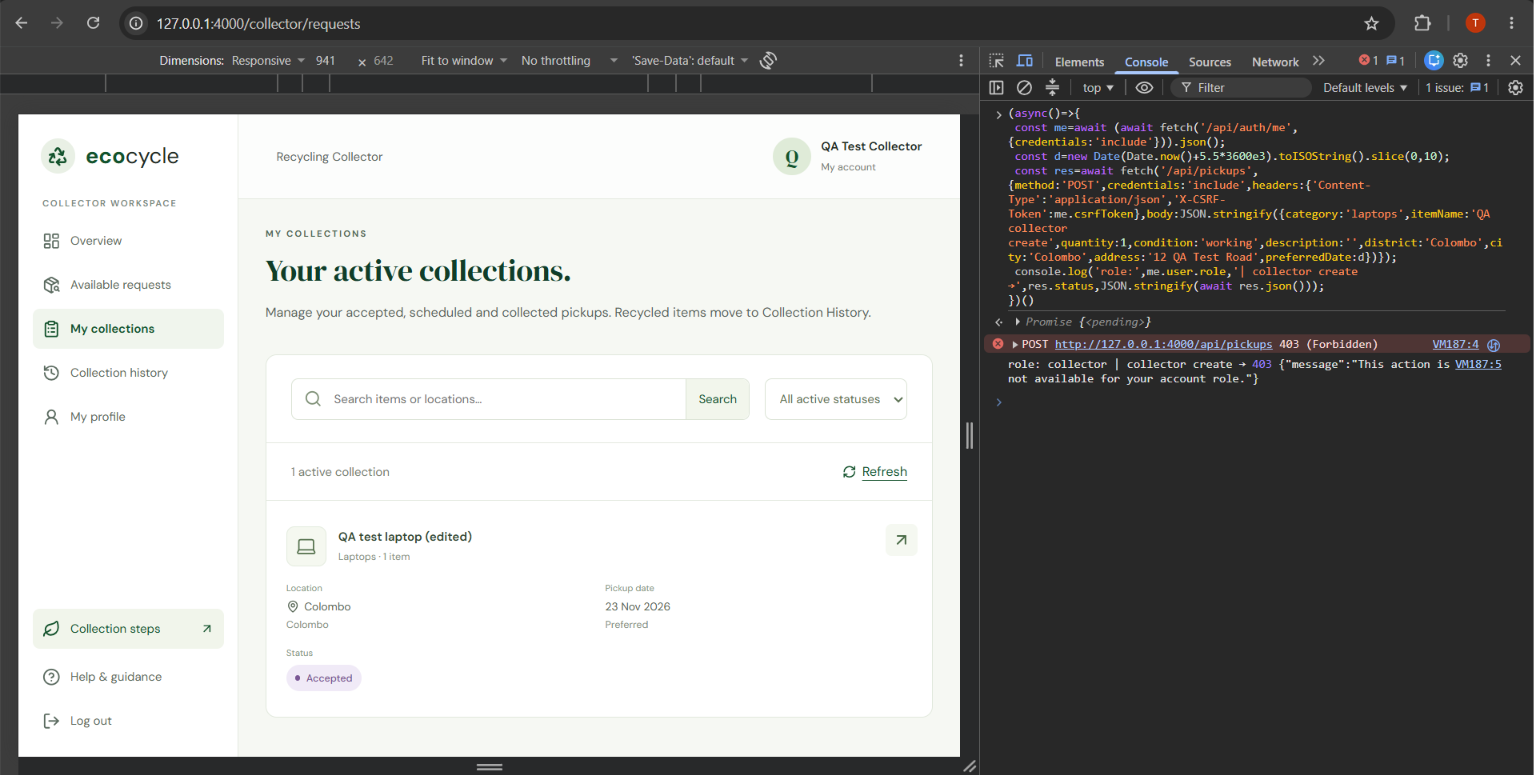 127.0.0.1:4000/collector/requests
T
Dimensions: Responsive 941 × 642 Fit to window No throttling 'Save-Data': default
ecocycle
COLLECTOR WORKSPACE
Overview
Available requests
My collections
Collection history
My profile
Collection steps
Help & guidance
Log out
Recycling Collector
Q
QA Test Collector
My account
MY COLLECTIONS
Your active collections.
Manage your accepted, scheduled and collected pickups. Recycled items move to Collection History.
Search items or locations...
Search
All active statuses
1 active collection
Refresh
QA test laptop (edited)
Laptops · 1 item
Location
Colombo
Colombo
Pickup date
23 Nov 2026
Preferred
Status
Accepted
Elements Console Sources Network 1 1
top Filter Default levels 1 issue: 1
(async()=>{
const me=await (await fetch('/api/auth/me',
{credentials:'include'})).json();
const d=new Date(Date.now()+5.5*3600e3).toISOString().slice(0,10);
const res=await fetch('/api/pickups',
{method:'POST',credentials:'include',headers:{'Content-
Type':'application/json','X-CSRF-
Token':me.csrfToken},body:JSON.stringify({category:'laptops',itemName:'QA
collector
create',quantity:1,condition:'working',description:'',district:'Colombo',ci
ty:'Colombo',address:'12 QA Test Road',preferredDate:d})});
console.log('role:',me.user.role,'| collector create
→',res.status,JSON.stringify(await res.json()));
})()
Promise {<pending>}
POST http://127.0.0.1:4000/api/pickups 403 (Forbidden) VM187:4
role: collector | collector create → 403 {"message":"This action is VM187:5
not available for your account role."}